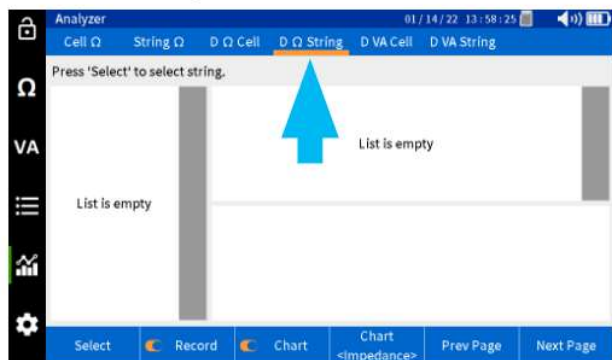 Analyzer 01/14/22 13:58:25
Cell Ω String Ω D Ω Cell D Ω String D VA Cell D VA String
Press 'Select' to select string.
Ω
VA
List is empty
List is empty
Select Record Chart Chart <Impedance> Prev Page Next Page